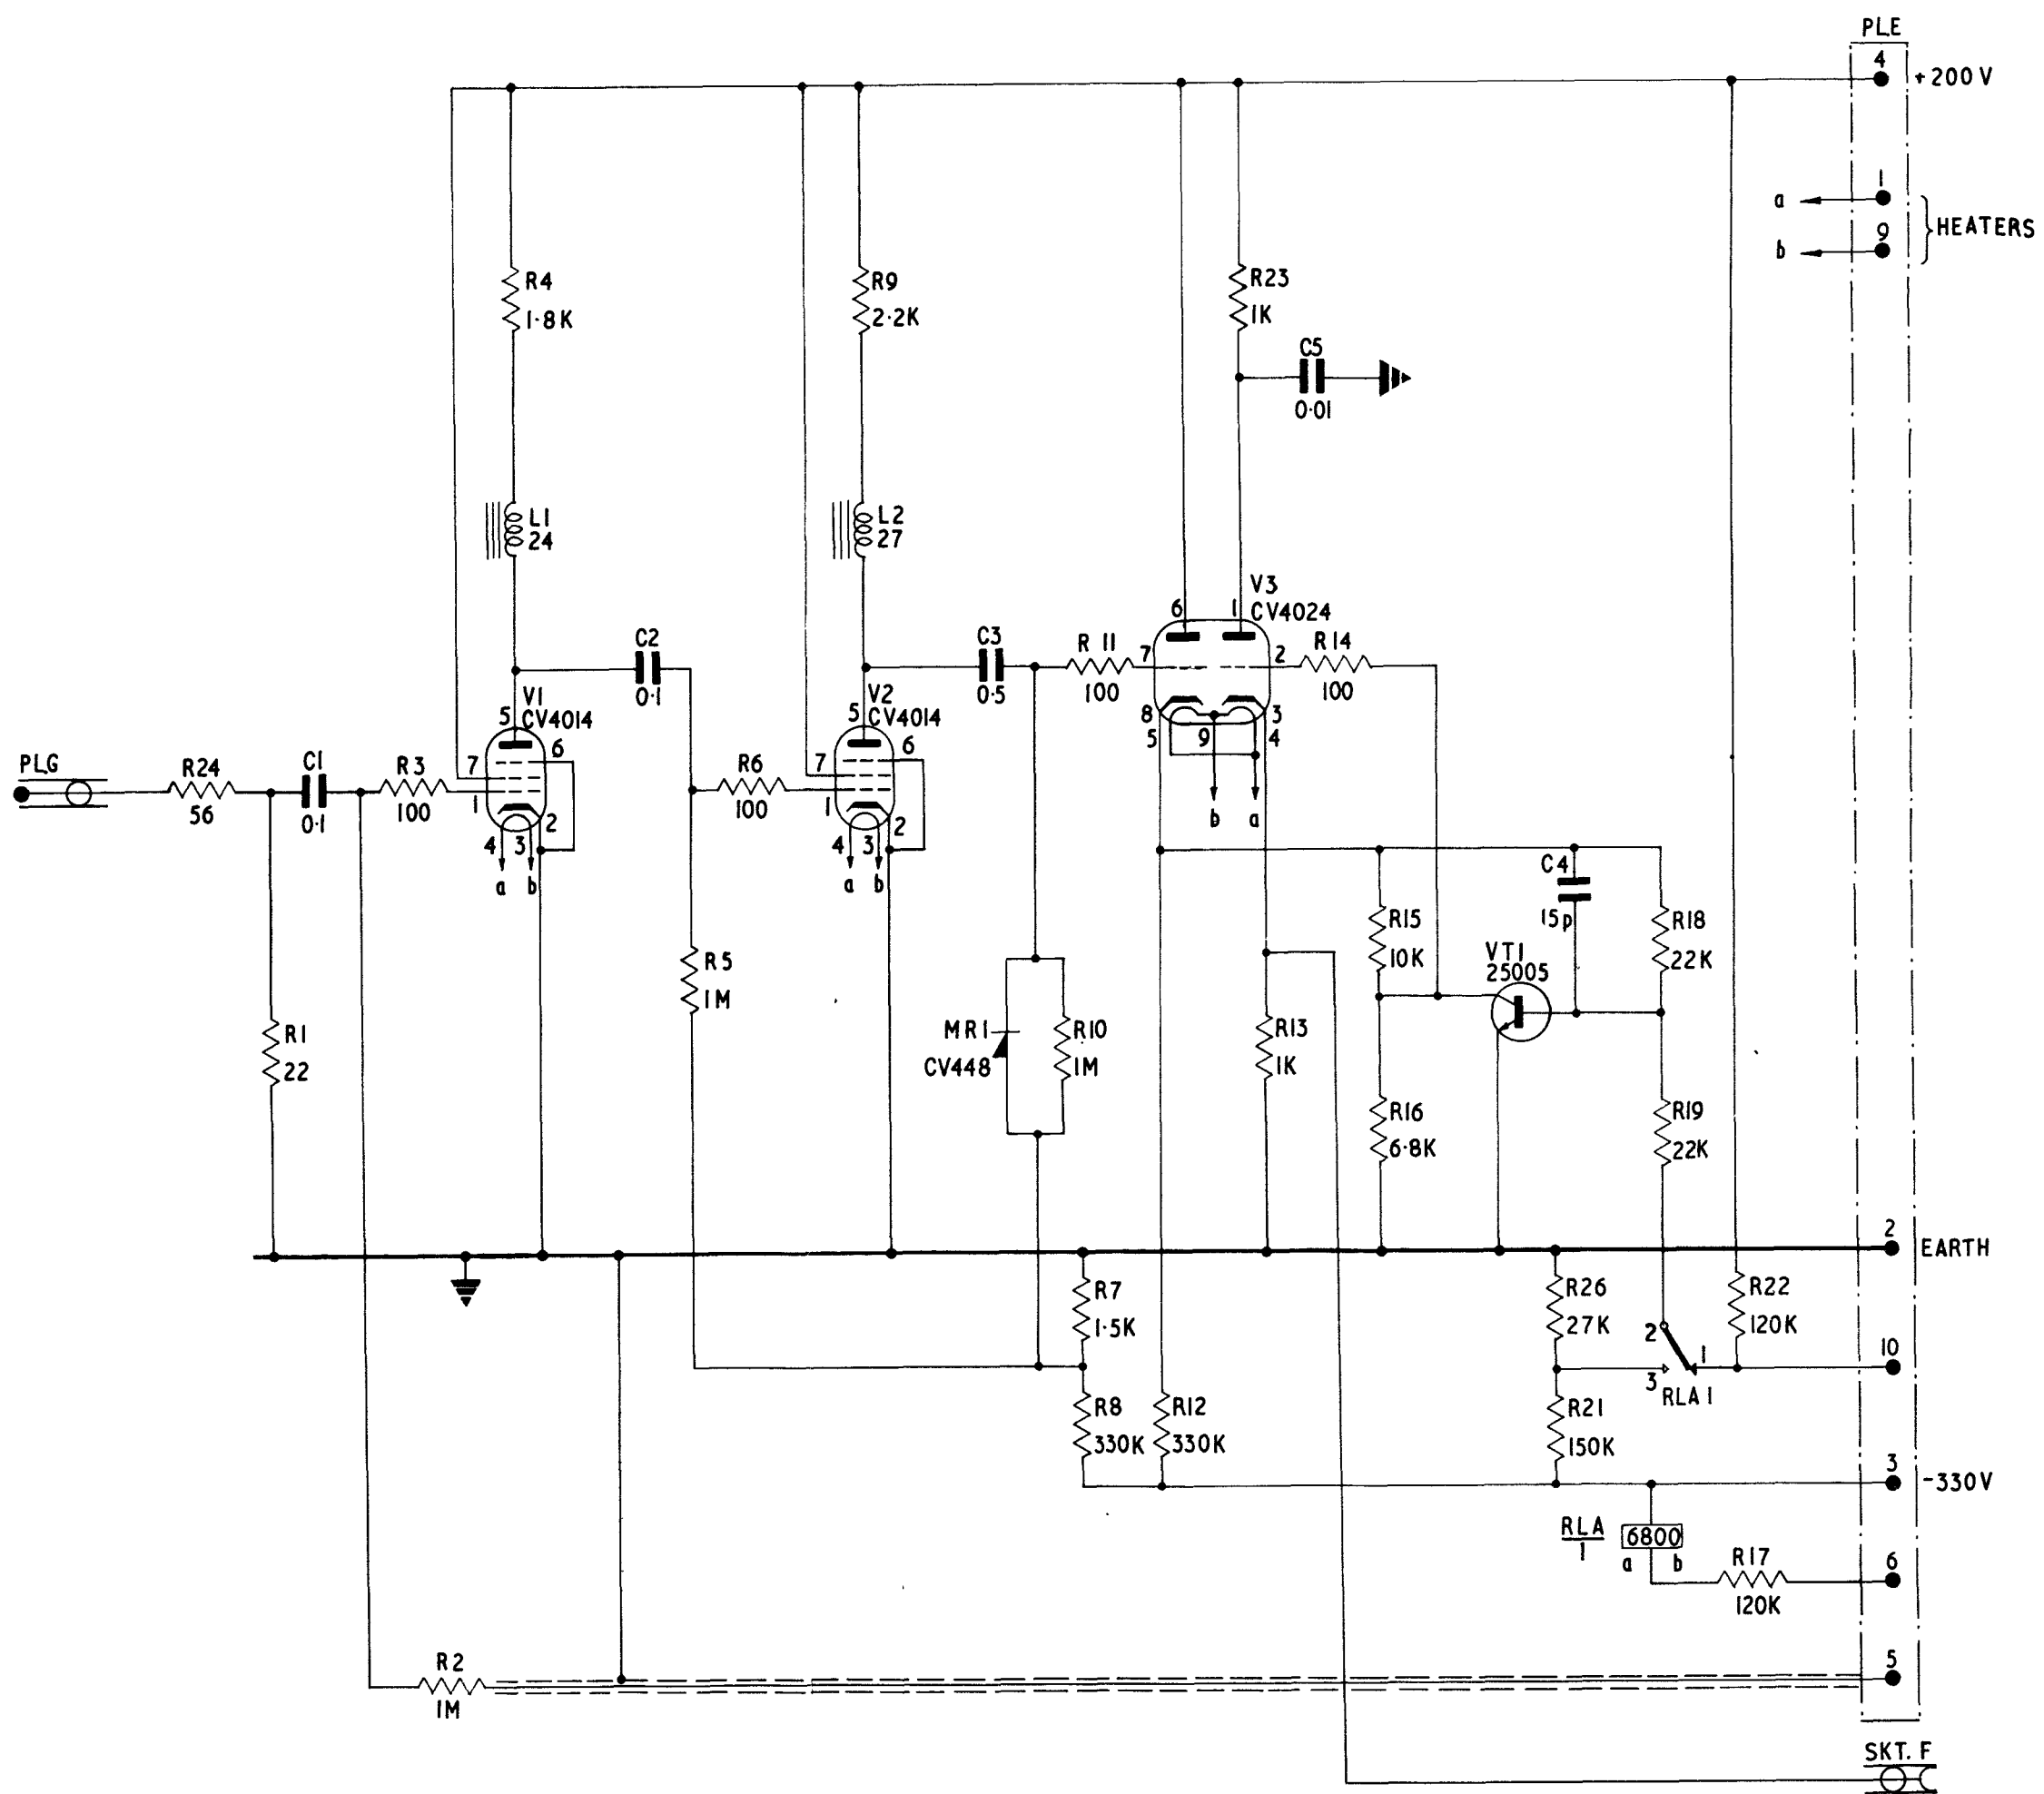 PLE
4
+200V
1
a
9
b
HEATERS
R4
1·8K
R9
2·2K
R23
1K
C5
0·01
L1
24
L2
27
V3
CV4024
6
1
C2
0·1
C3
0·5
R 11
100
7
2
R14
100
V1
CV4014
5
6
7
1
2
4
3
a
b
V2
CV4014
5
6
7
1
2
4
3
a
b
8
3
5
9
4
b
a
PLG
R24
56
C1
0·1
R3
100
R6
100
C4
15p
R15
10K
R18
22K
VT1
25005
R5
1M
R1
22
MR1
CV448
R10
1M
R13
1K
R16
6·8K
R19
22K
2
EARTH
R7
1·5K
R26
27K
R22
120K
2
1
3
RLA 1
10
R8
330K
R12
330K
R21
150K
3
-330V
RLA
1
6800
a
b
R17
120K
6
R2
1M
5
SKT. F